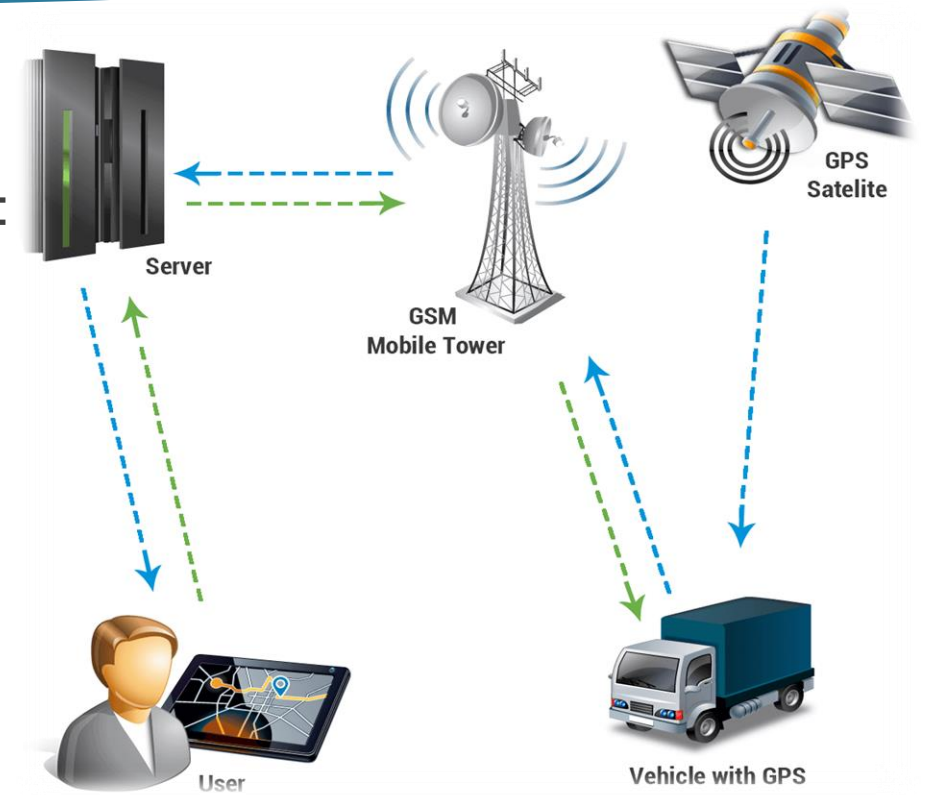 GPS
Satelite
:
Server
GSM
Mobile Tower
User
Vehicle with GPS